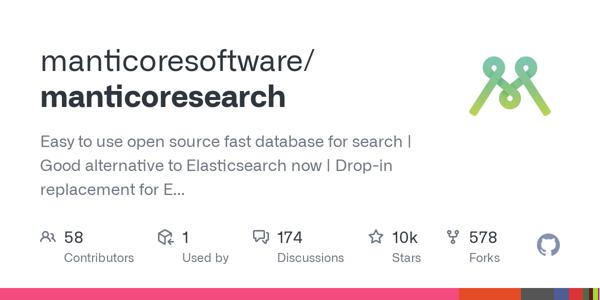 manticoresoftware/
manticoresearch
Easy to use open source fast database for search |
Good alternative to Elasticsearch now | Drop-in
replacement for E...
58 1 174 10k 578
Contributors Used by Discussions Stars Forks